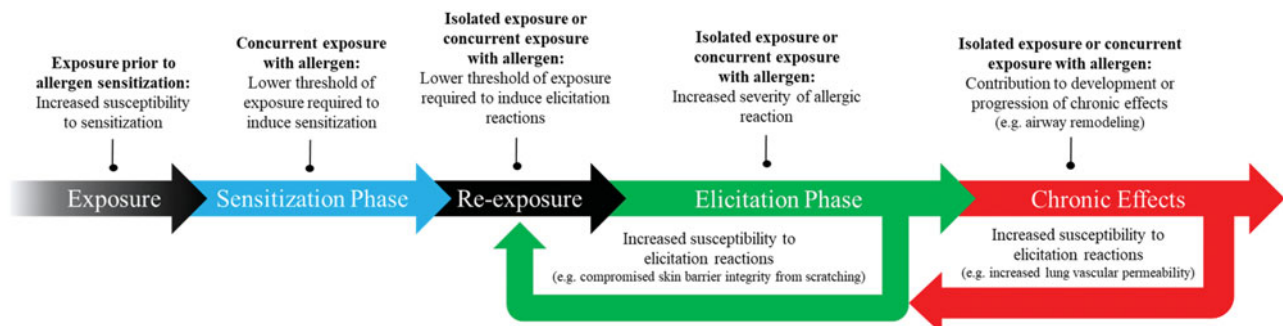 Exposure prior to
allergen sensitization:
Increased susceptibility
to sensitization
Concurrent exposure
with allergen:
Lower threshold of
exposure required to
induce sensitization
Isolated exposure or
concurrent exposure
with allergen:
Lower threshold of exposure
required to induce elicitation
reactions
Isolated exposure or
concurrent exposure
with allergen:
Increased severity of allergic
reaction
Isolated exposure or concurrent
exposure with allergen:
Contribution to development or
progression of chronic effects
(e.g. airway remodeling)
Exposure
Sensitization Phase
Re-exposure
Elicitation Phase
Chronic Effects
Increased susceptibility to
elicitation reactions
(e.g. compromised skin barrier integrity from scratching)
Increased susceptibility to
elicitation reactions
(e.g. increased lung vascular permeability)